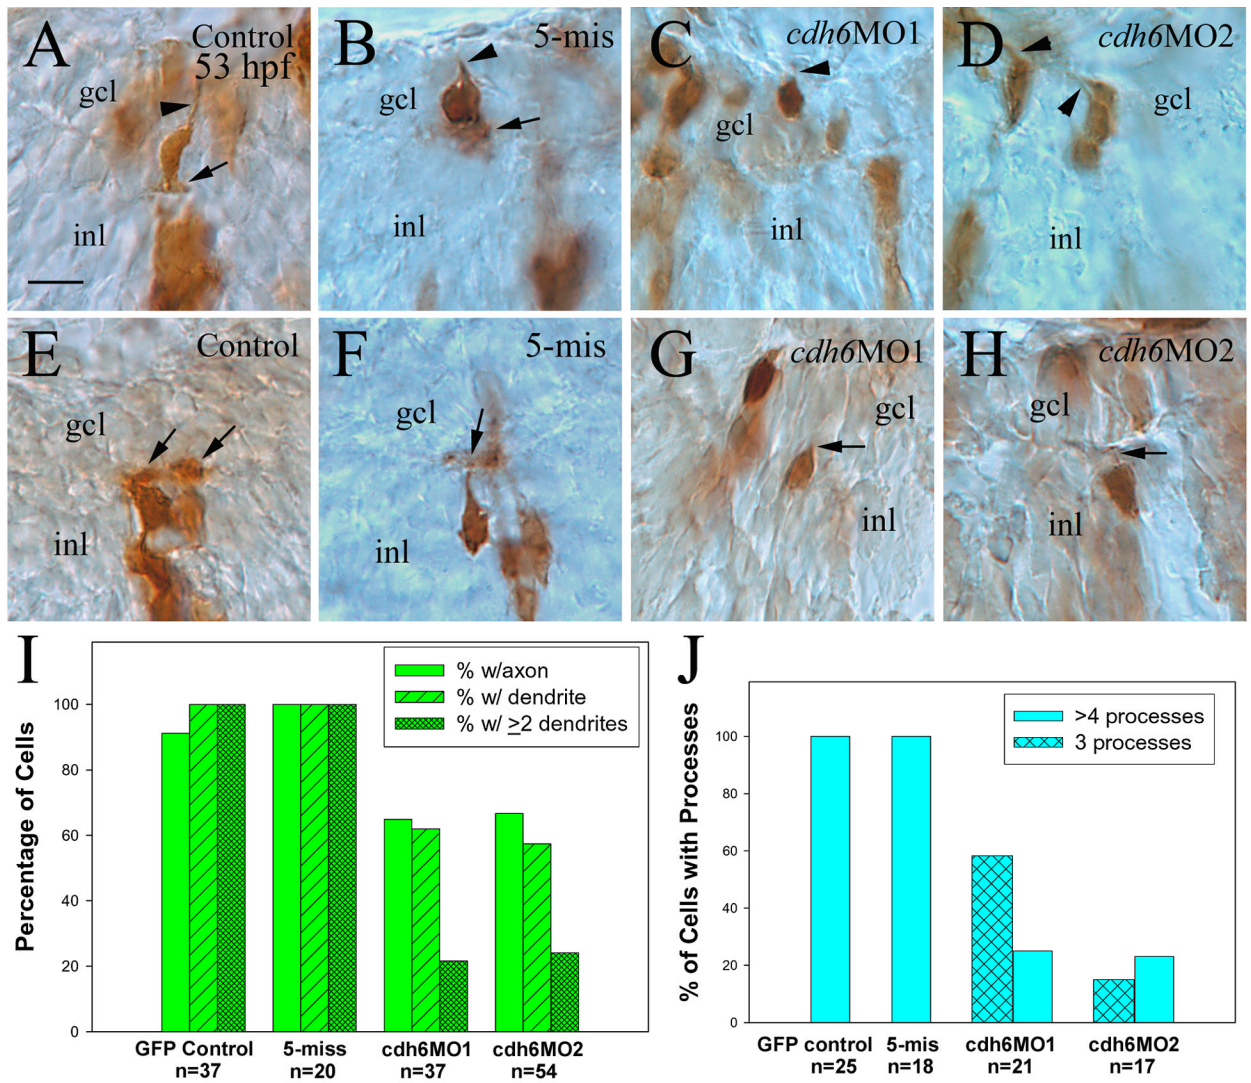 A
Control
53 hpf
gcl
inl
B
5-mis
gcl
inl
C
cdh6MO1
gcl
inl
D
cdh6MO2
gcl
inl
E
Control
gcl
inl
F
5-mis
gcl
inl
G
cdh6MO1
gcl
inl
H
cdh6MO2
gcl
inl
I
% w/axon
% w/ dendrite
% w/ >2 dendrites
Percentage of Cells
100
80
60
40
20
0
GFP Control
n=37
5-miss
n=20
cdh6MO1
n=37
cdh6MO2
n=54
J
>4 processes
3 processes
% of Cells with Processes
100
80
60
40
20
0
GFP control
n=25
5-mis
n=18
cdh6MO1
n=21
cdh6MO2
n=17